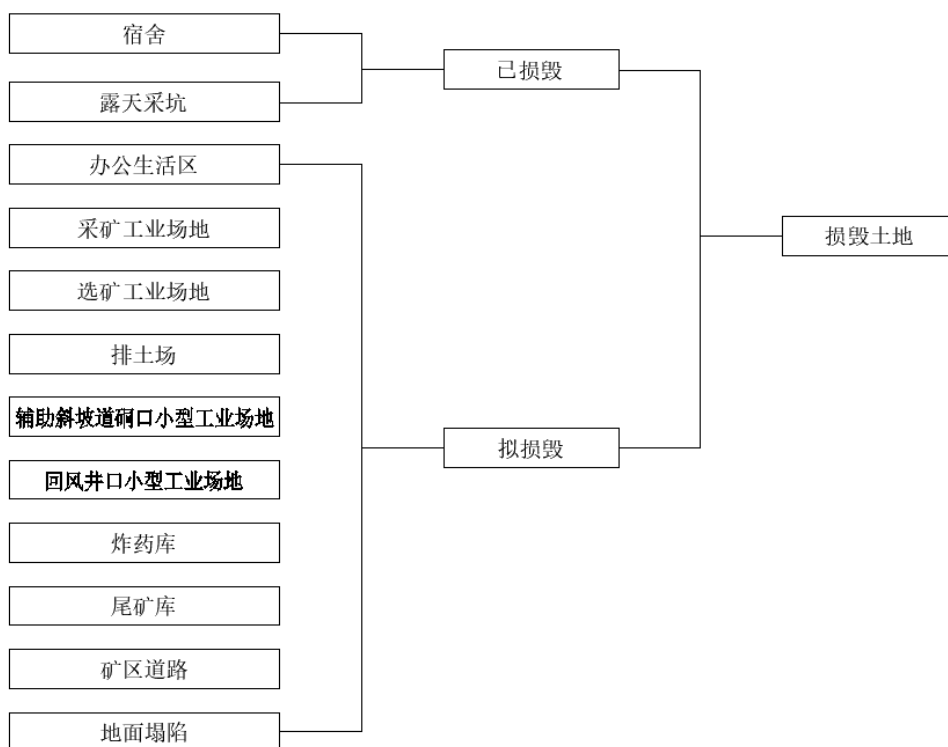 宿舍
露天采坑
办公生活区
采矿工业场地
选矿工业场地
排土场
辅助斜坡道硐口小型工业场地
回风井口小型工业场地
炸药库
尾矿库
矿区道路
地面塌陷
已损毁
拟损毁
损毁土地